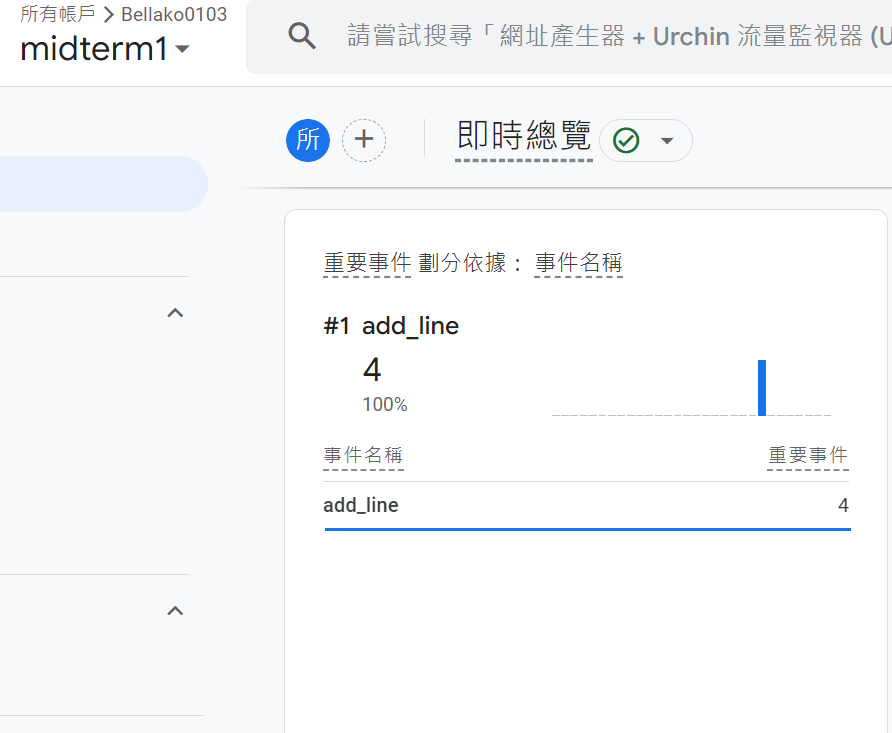 所有帳戶 > Bellako0103
midterm1
請嘗試搜尋「網址產生器 + Urchin 流量監視器 (U
所 +
即時總覽
重要事件 劃分依據： 事件名稱
#1 add_line
4
100%
事件名稱 重要事件
add_line 4